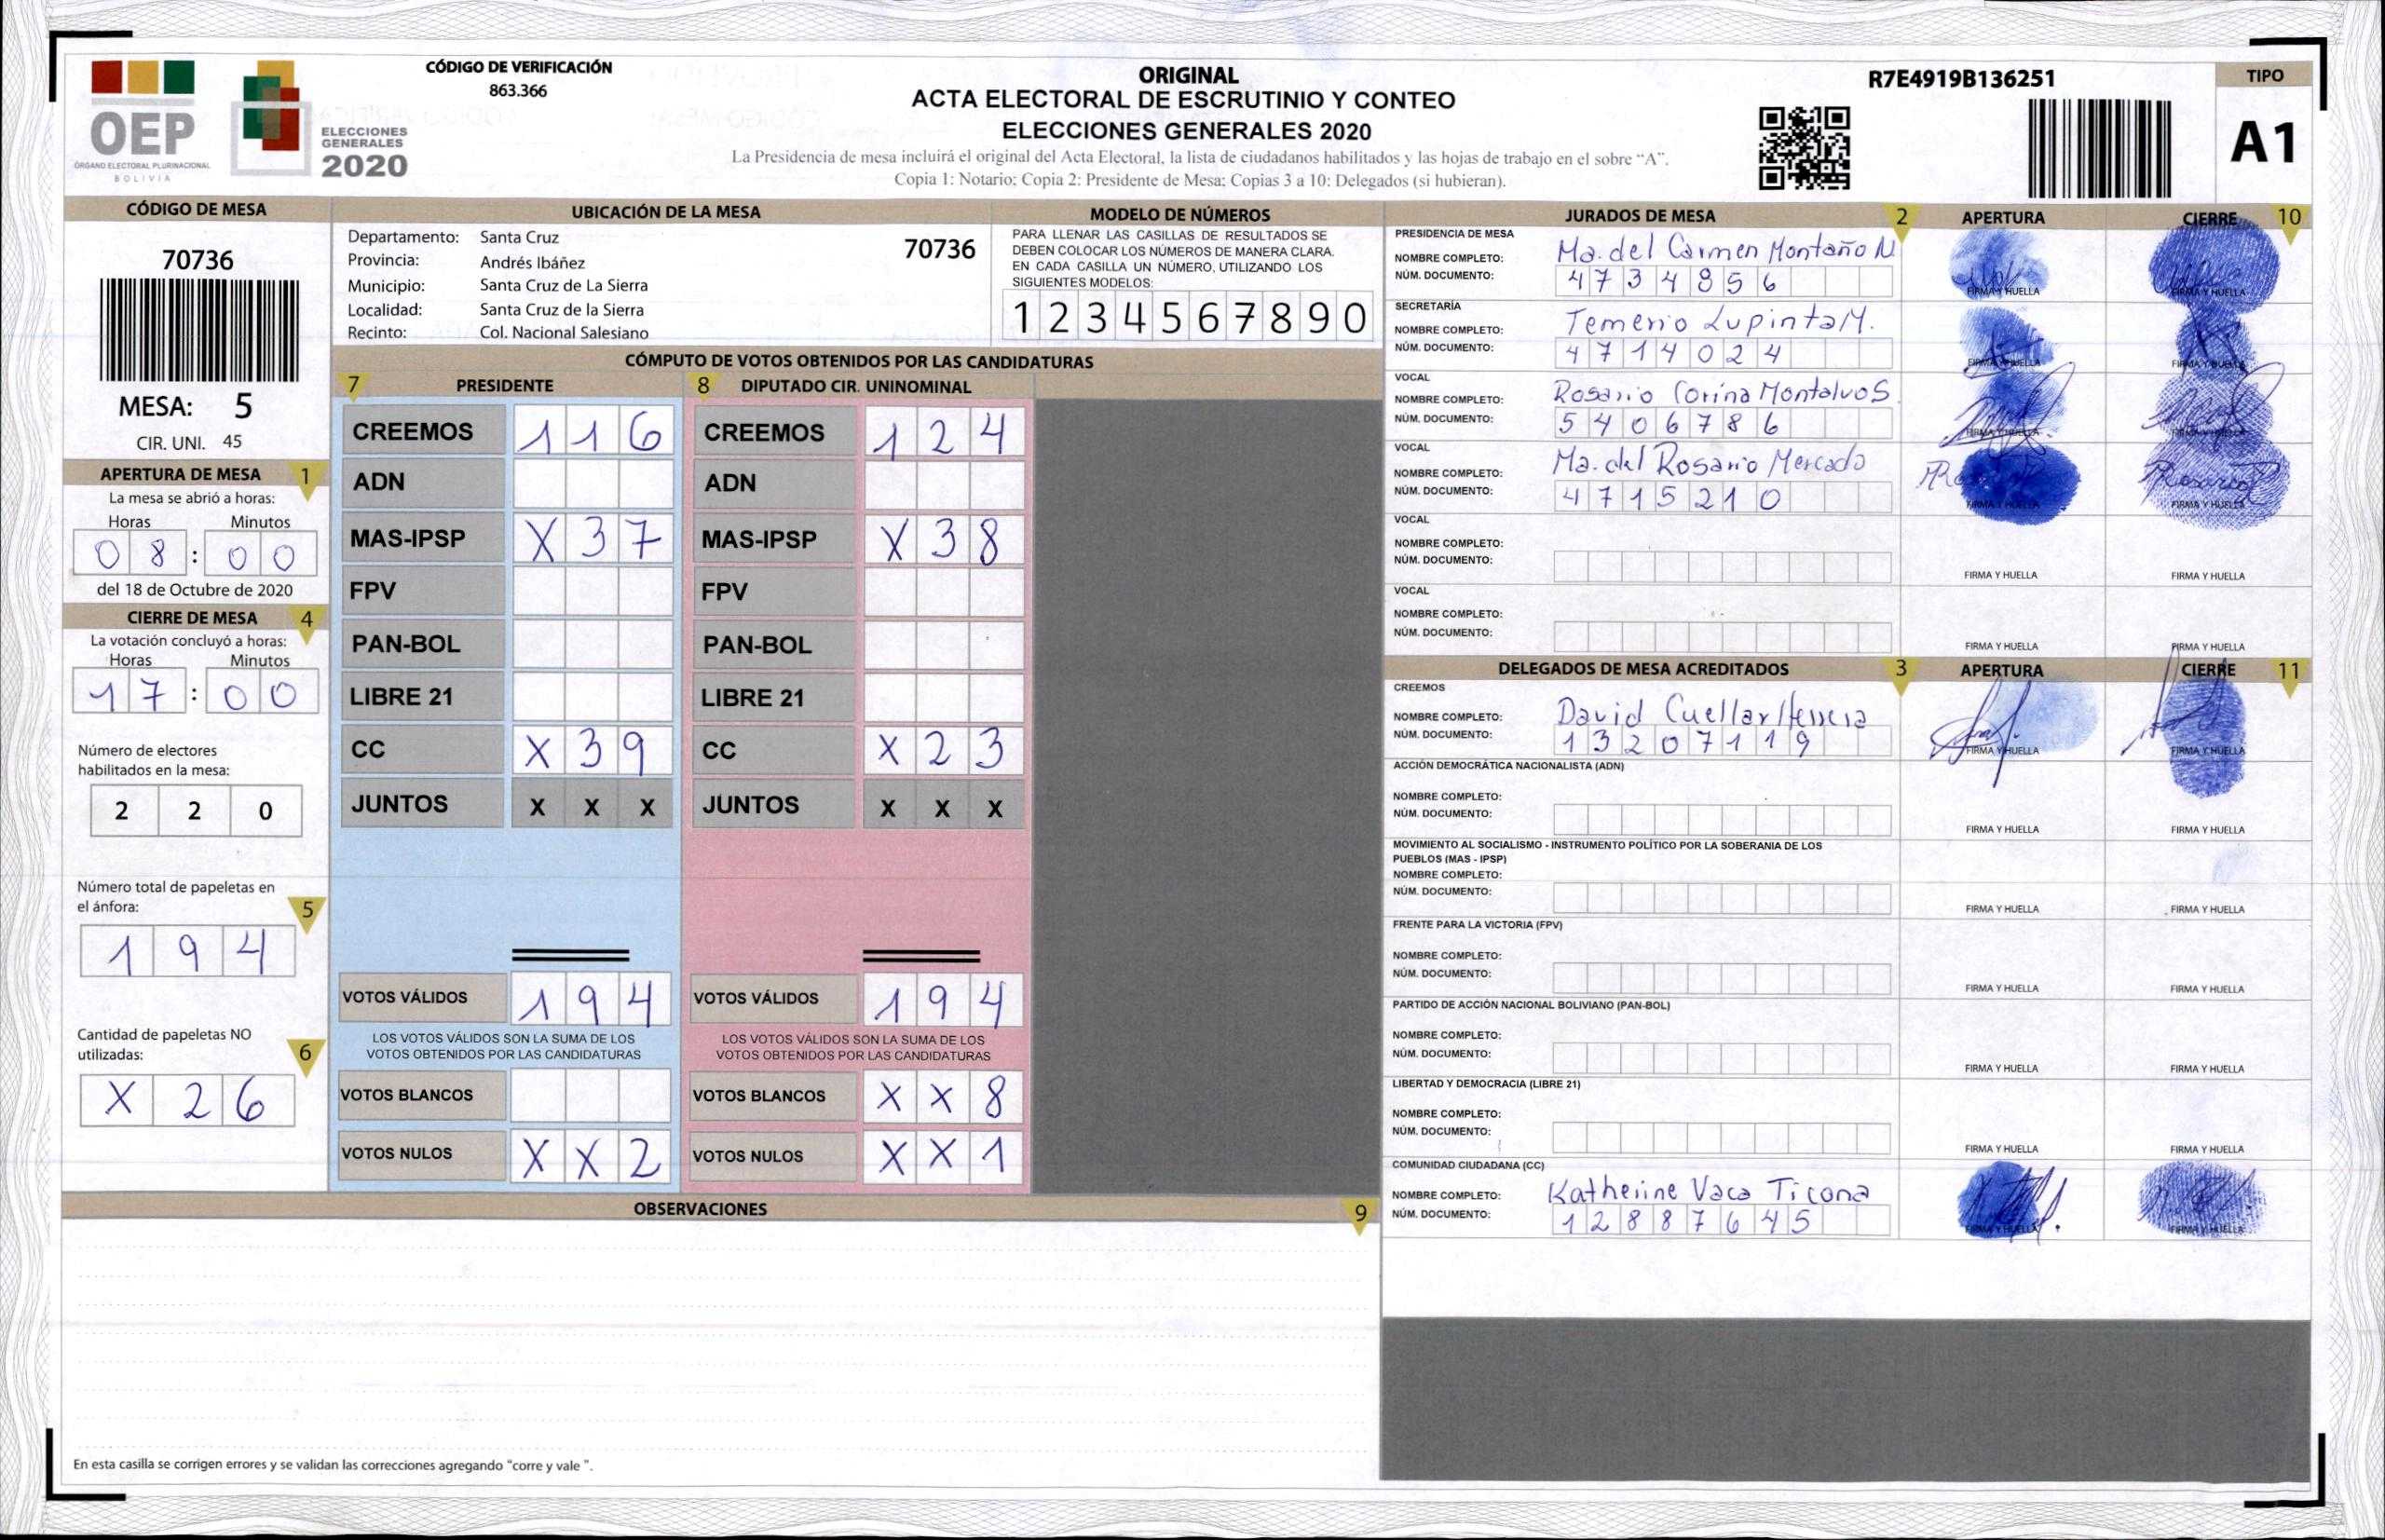 CÓDIGO DE VERIFICACIÓN
863.366
OEP
ÓRGANO ELECTORAL PLURINACIONAL
BOLIVIA
ELECCIONES
GENERALES
2020
ORIGINAL
ACTA ELECTORAL DE ESCRUTINIO Y CONTEO
ELECCIONES GENERALES 2020
La Presidencia de mesa incluirá el original del Acta Electoral, la lista de ciudadanos habilitados y las hojas de trabajo en el sobre "A".
Copia 1: Notario; Copia 2: Presidente de Mesa; Copias 3 a 10: Delegados (si hubieran).
R7E4919B136251
TIPO
A1
CÓDIGO DE MESA
70736
MESA: 5
CIR. UNI. 45
APERTURA DE MESA 1
La mesa se abrió a horas:
Horas Minutos
0 8 : 0 0
del 18 de Octubre de 2020
CIERRE DE MESA 4
La votación concluyó a horas:
Horas Minutos
1 7 : 0 0
Número de electores
habilitados en la mesa:
2 2 0
Número total de papeletas en
el ánfora: 5
1 9 4
Cantidad de papeletas NO
utilizadas: 6
X 2 6
UBICACIÓN DE LA MESA
Departamento: Santa Cruz 70736
Provincia: Andrés Ibáñez
Municipio: Santa Cruz de La Sierra
Localidad: Santa Cruz de la Sierra
Recinto: Col. Nacional Salesiano
MODELO DE NÚMEROS
PARA LLENAR LAS CASILLAS DE RESULTADOS SE
DEBEN COLOCAR LOS NÚMEROS DE MANERA CLARA.
EN CADA CASILLA UN NÚMERO, UTILIZANDO LOS
SIGUIENTES MODELOS:
1 2 3 4 5 6 7 8 9 0
CÓMPUTO DE VOTOS OBTENIDOS POR LAS CANDIDATURAS
7 PRESIDENTE 8 DIPUTADO CIR. UNINOMINAL
CREEMOS 1 1 6 CREEMOS 1 2 4
ADN ADN
MAS-IPSP X 3 7 MAS-IPSP X 3 8
FPV FPV
PAN-BOL PAN-BOL
LIBRE 21 LIBRE 21
CC X 3 9 CC X 2 3
JUNTOS X X X JUNTOS X X X
VOTOS VÁLIDOS 1 9 4 VOTOS VÁLIDOS 1 9 4
LOS VOTOS VÁLIDOS SON LA SUMA DE LOS LOS VOTOS VÁLIDOS SON LA SUMA DE LOS
VOTOS OBTENIDOS POR LAS CANDIDATURAS VOTOS OBTENIDOS POR LAS CANDIDATURAS
VOTOS BLANCOS VOTOS BLANCOS X X 8
VOTOS NULOS X X 2 VOTOS NULOS X X 1
OBSERVACIONES 9
En esta casilla se corrigen errores y se validan las correcciones agregando "corre y vale ".
JURADOS DE MESA 2 APERTURA CIERRE 10
PRESIDENCIA DE MESA
NOMBRE COMPLETO: Ma. del Carmen Montaño N
NÚM. DOCUMENTO: 4 7 3 4 8 5 6 FIRMA Y HUELLA FIRMA Y HUELLA
SECRETARÍA
NOMBRE COMPLETO: Temerio Lupinta M.
NÚM. DOCUMENTO: 4 7 1 4 0 2 4 FIRMA Y HUELLA FIRMA Y HUELLA
VOCAL
NOMBRE COMPLETO: Rosario Corina Montalvo S
NÚM. DOCUMENTO: 5 4 0 6 7 8 6 FIRMA Y HUELLA FIRMA Y HUELLA
VOCAL
NOMBRE COMPLETO: Ma. del Rosario Mercado
NÚM. DOCUMENTO: 4 7 1 5 2 1 0 FIRMA Y HUELLA FIRMA Y HUELLA
VOCAL
NOMBRE COMPLETO:
NÚM. DOCUMENTO: FIRMA Y HUELLA FIRMA Y HUELLA
VOCAL
NOMBRE COMPLETO:
NÚM. DOCUMENTO: FIRMA Y HUELLA FIRMA Y HUELLA
DELEGADOS DE MESA ACREDITADOS 3 APERTURA CIERRE 11
CREEMOS
NOMBRE COMPLETO: David Cuellar Herrera
NÚM. DOCUMENTO: 1 3 2 0 7 1 1 9 FIRMA Y HUELLA FIRMA Y HUELLA
ACCIÓN DEMOCRÁTICA NACIONALISTA (ADN)
NOMBRE COMPLETO:
NÚM. DOCUMENTO: FIRMA Y HUELLA FIRMA Y HUELLA
MOVIMIENTO AL SOCIALISMO - INSTRUMENTO POLÍTICO POR LA SOBERANIA DE LOS
PUEBLOS (MAS - IPSP)
NOMBRE COMPLETO:
NÚM. DOCUMENTO: FIRMA Y HUELLA FIRMA Y HUELLA
FRENTE PARA LA VICTORIA (FPV)
NOMBRE COMPLETO:
NÚM. DOCUMENTO: FIRMA Y HUELLA FIRMA Y HUELLA
PARTIDO DE ACCIÓN NACIONAL BOLIVIANO (PAN-BOL)
NOMBRE COMPLETO:
NÚM. DOCUMENTO: FIRMA Y HUELLA FIRMA Y HUELLA
LIBERTAD Y DEMOCRACIA (LIBRE 21)
NOMBRE COMPLETO:
NÚM. DOCUMENTO: FIRMA Y HUELLA FIRMA Y HUELLA
COMUNIDAD CIUDADANA (CC)
NOMBRE COMPLETO: Katherine Vaca Ticona
NÚM. DOCUMENTO: 1 2 8 8 7 6 4 5 FIRMA Y HUELLA FIRMA Y HUELLA